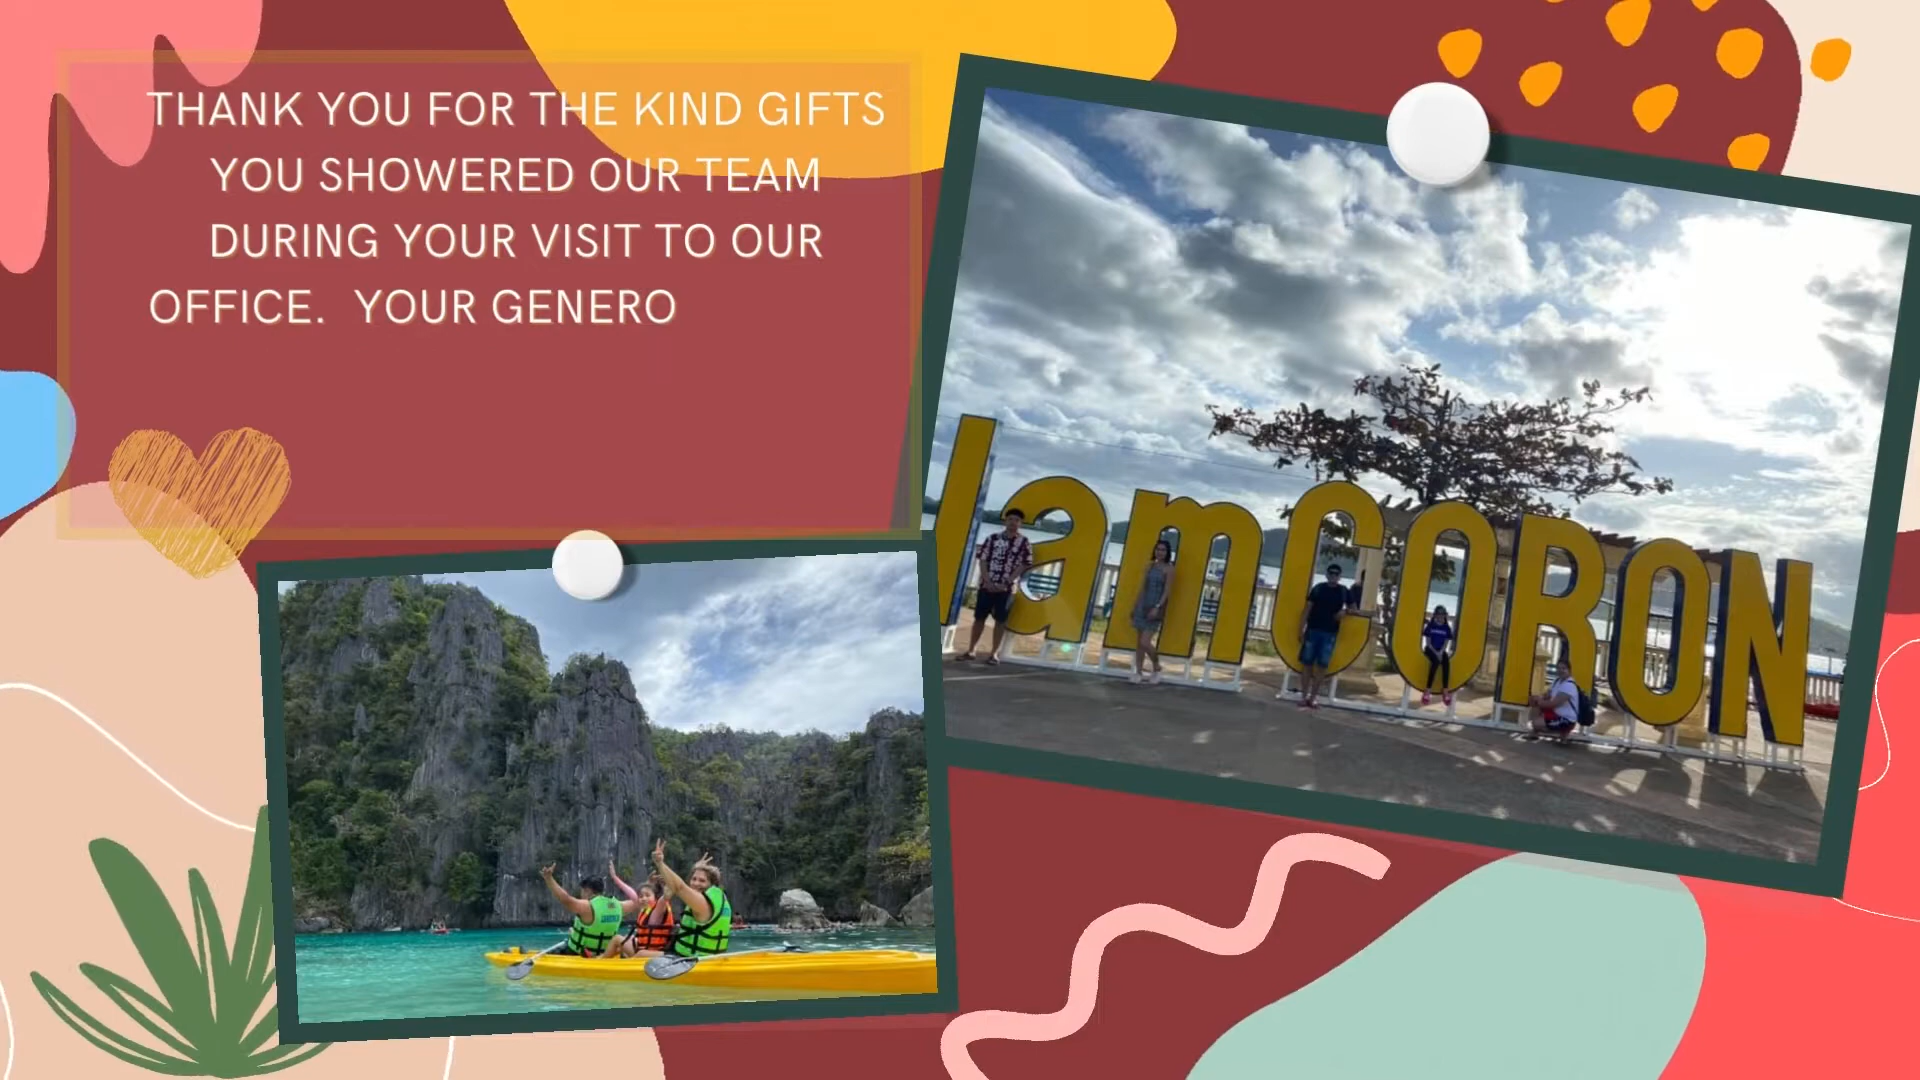 THANK YOU FOR THE KIND GIFTS
YOU SHOWERED OUR TEAM
DURING YOUR VISIT TO OUR
OFFICE. YOUR GENERO
IamCORON